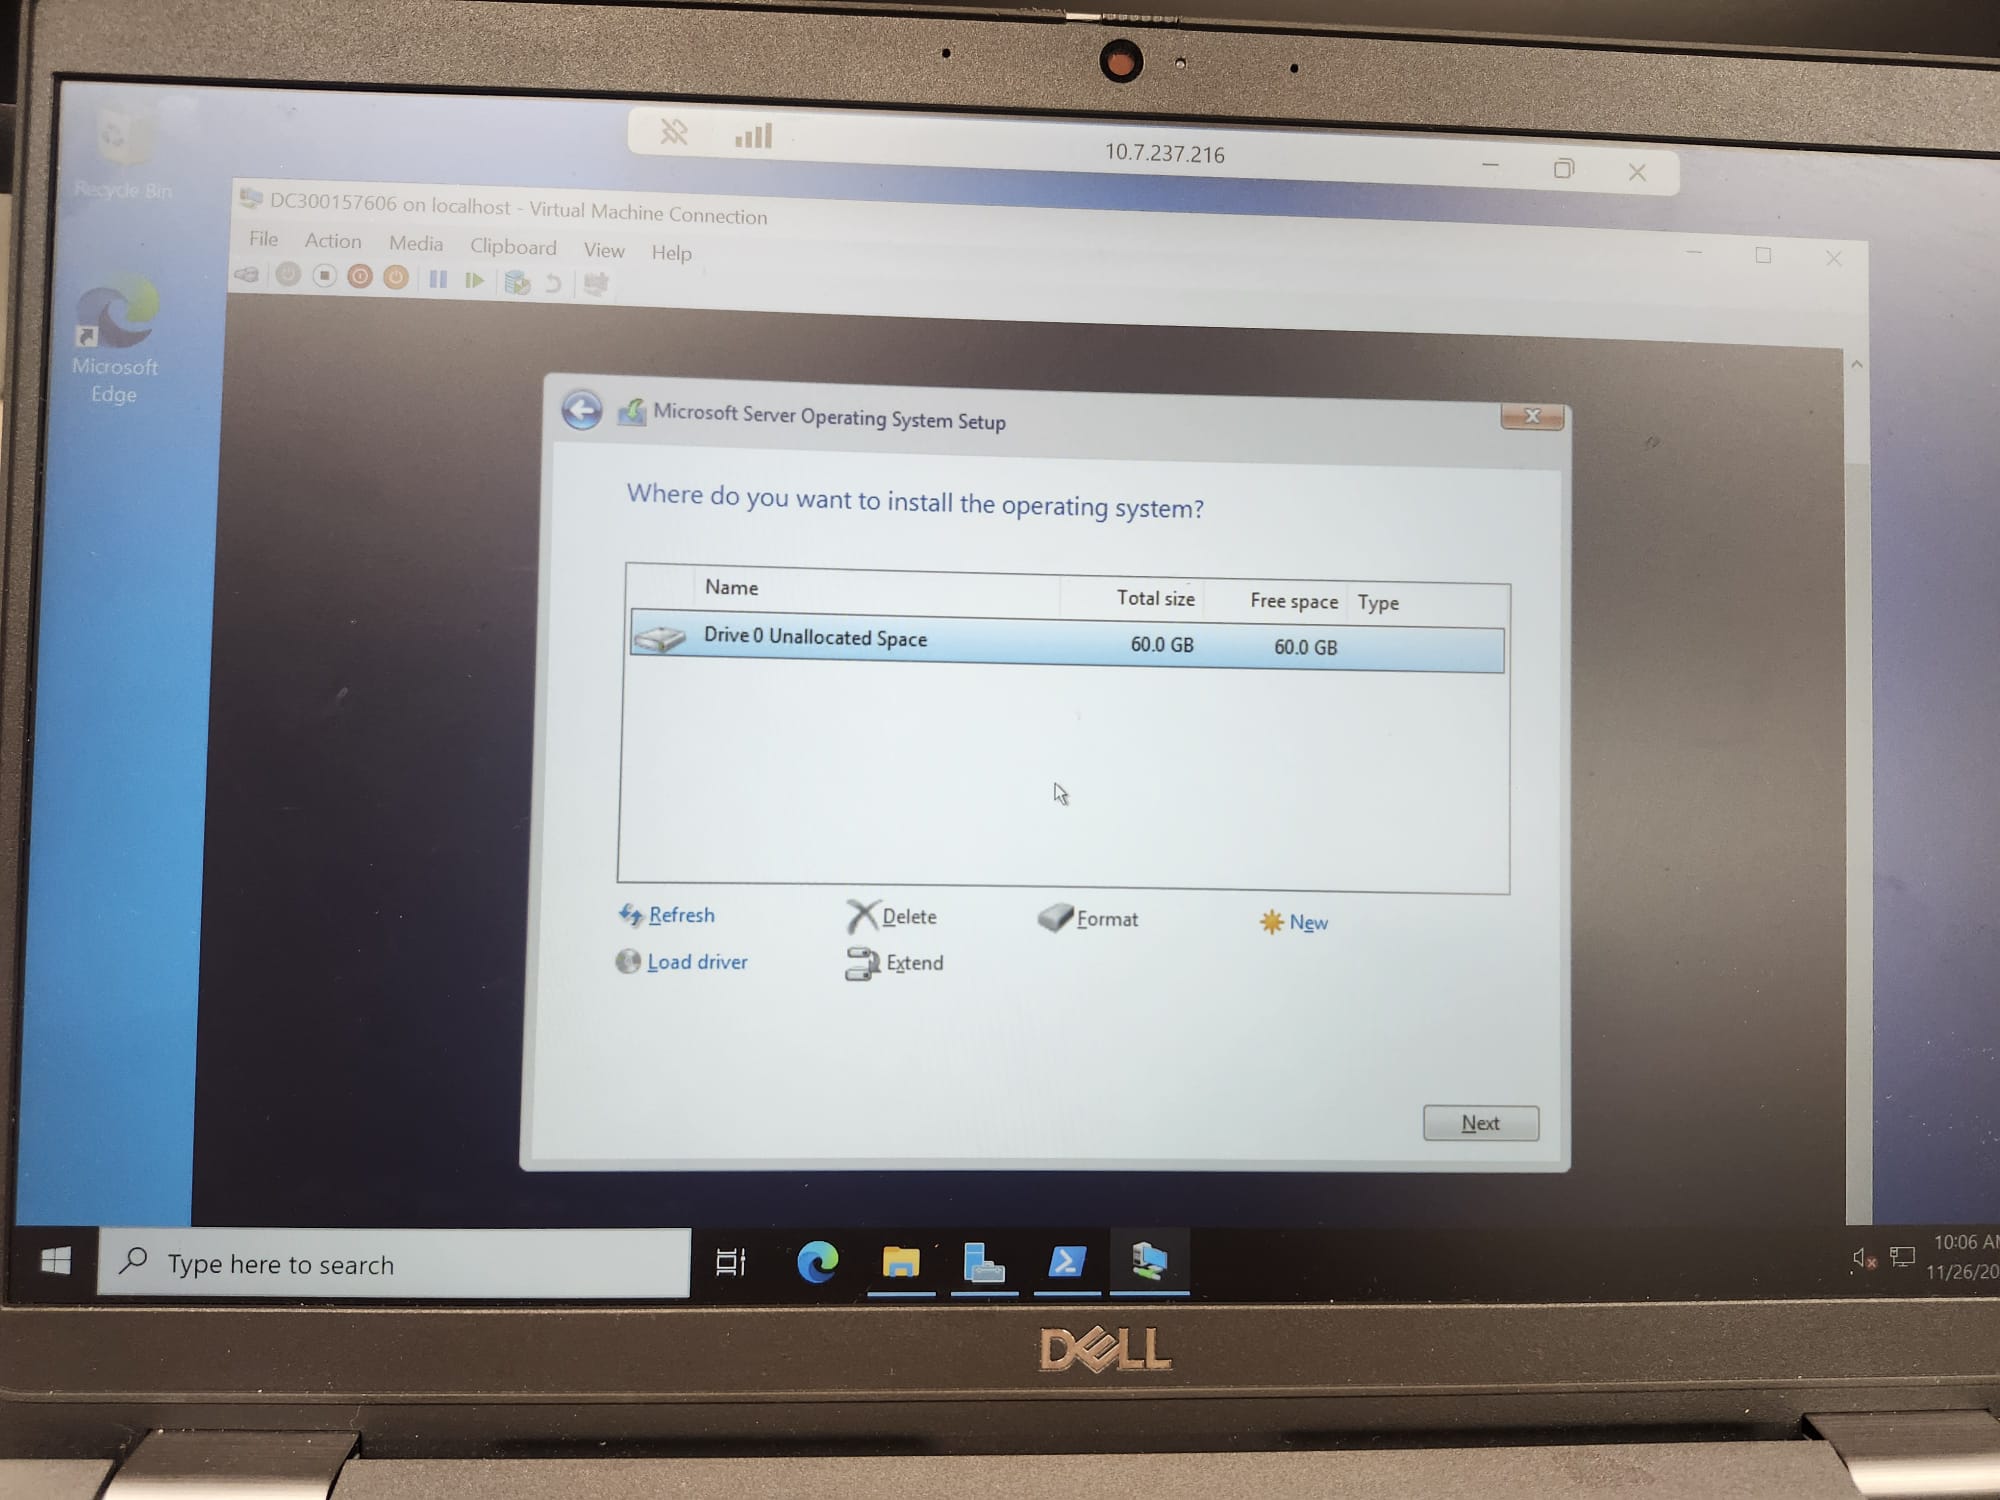 10.7.237.216
Recycle Bin
DC300157606 on localhost - Virtual Machine Connection
File Action Media Clipboard View Help
Microsoft
Edge
Microsoft Server Operating System Setup
Where do you want to install the operating system?
Name Total size Free space Type
Drive 0 Unallocated Space 60.0 GB 60.0 GB
Refresh Delete Format New
Load driver Extend
Next
Type here to search
10:06 AM
11/26/20
DELL